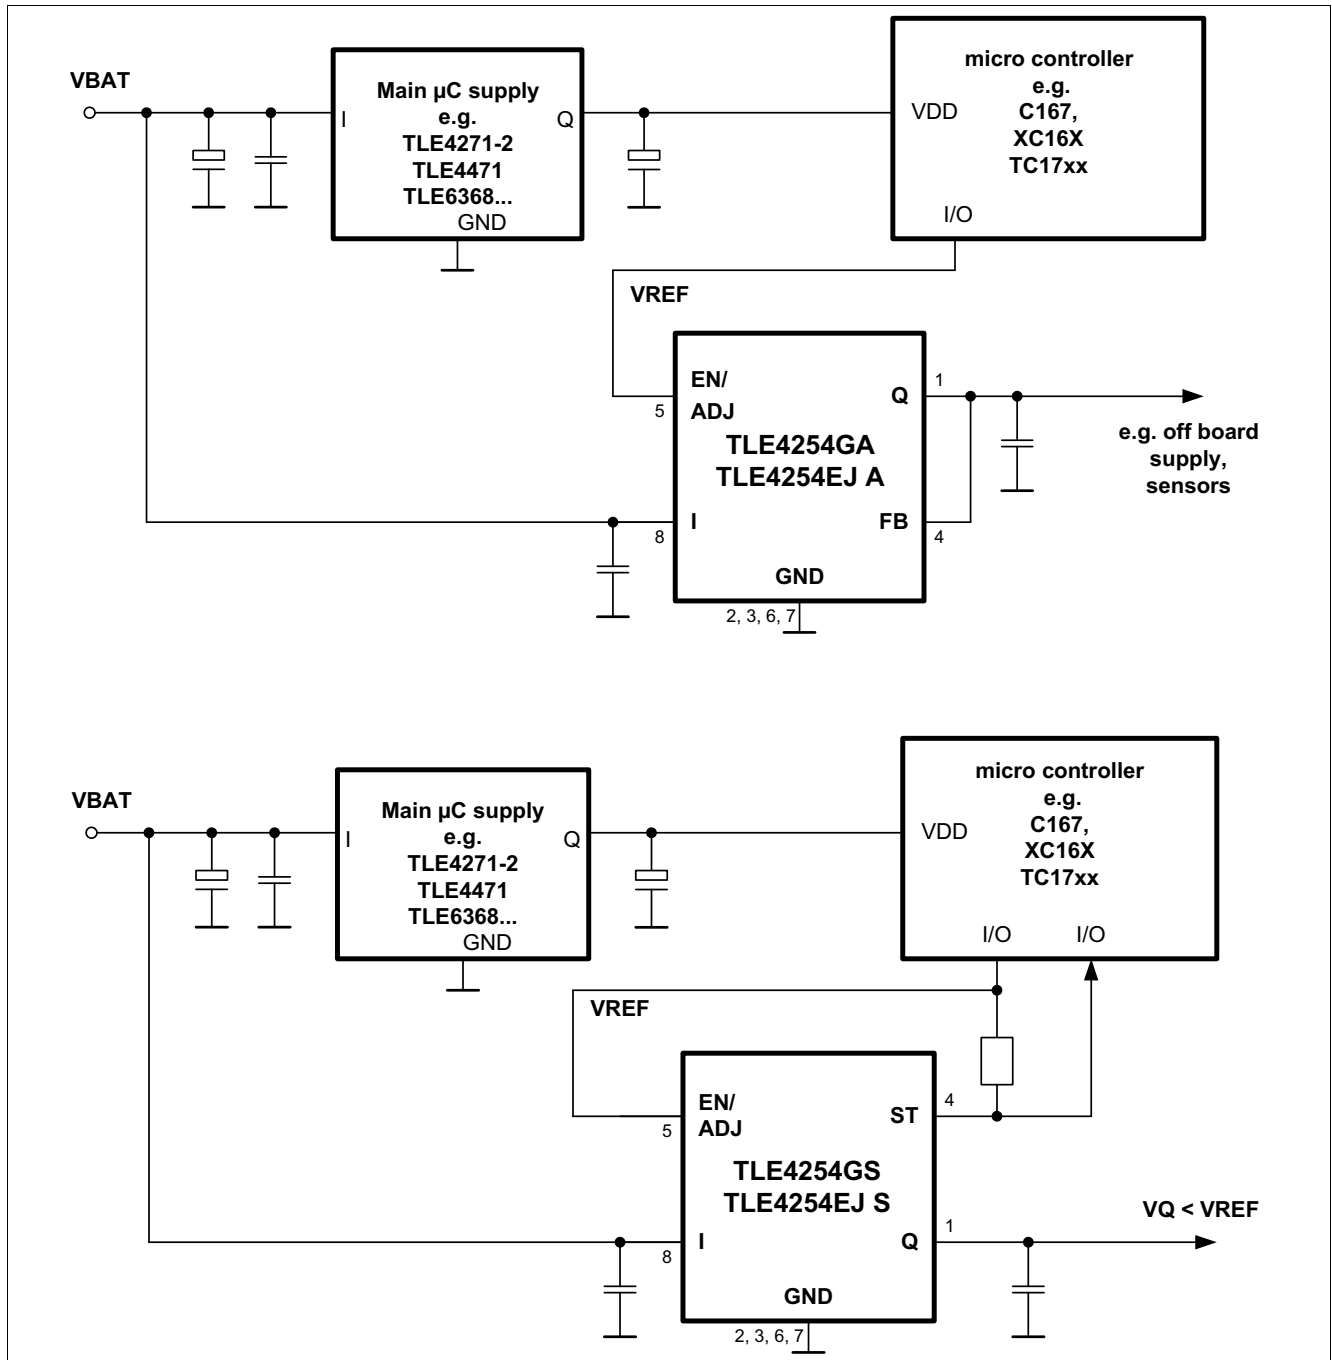 VBAT
I
Main µC supply
e.g.
TLE4271-2
TLE4471
TLE6368...
GND
Q
micro controller
e.g.
C167,
XC16X
TC17xx
VDD
I/O
VREF
EN/
ADJ
5
Q
1
TLE4254GA
TLE4254EJ A
I
8
FB
4
GND
2, 3, 6, 7
e.g. off board
supply,
sensors
VBAT
I
Main µC supply
e.g.
TLE4271-2
TLE4471
TLE6368...
GND
Q
micro controller
e.g.
C167,
XC16X
TC17xx
VDD
I/O
I/O
VREF
EN/
ADJ
5
ST
4
TLE4254GS
TLE4254EJ S
I
8
Q
1
GND
2, 3, 6, 7
VQ < VREF